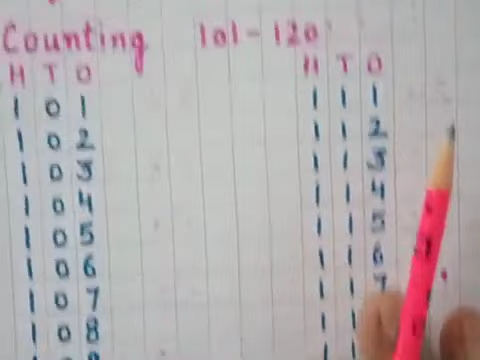 Counting 101-120
H T O H T O
1 0 1 1 1 1
1 0 2 1 1 2
1 0 3 1 1 3
1 0 4 1 1 4
1 0 5 1 1 5
1 0 6 1 1 6
1 0 7 1 1 7
1 0 8 1 1